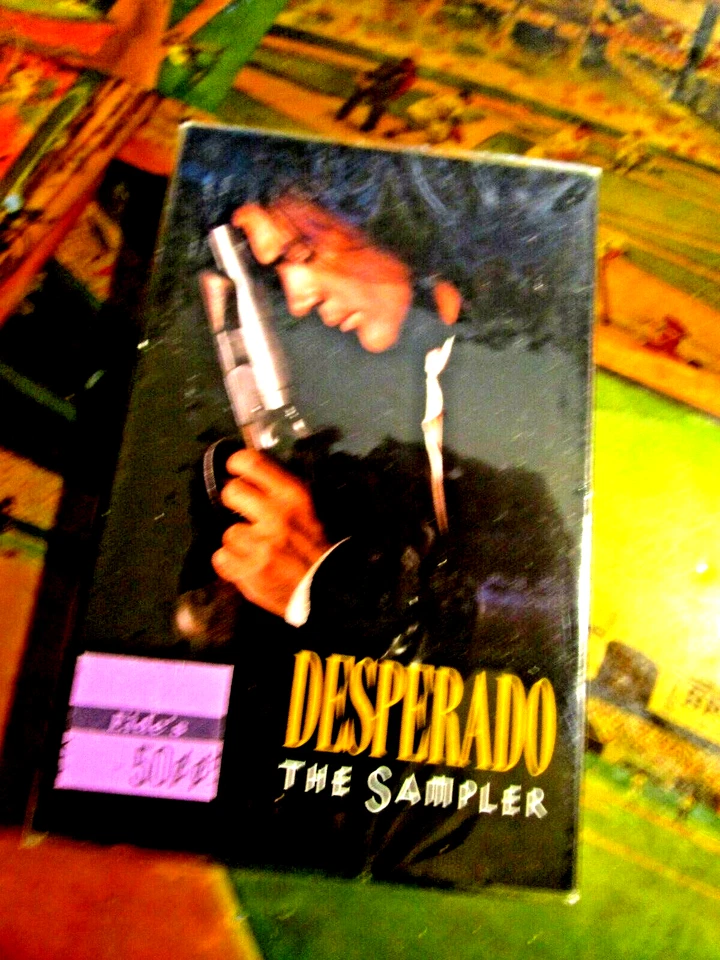 DESPERADO
THE SAMPLER
50¢